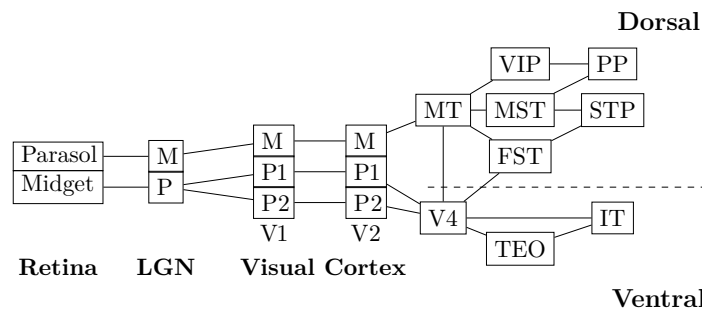 Dorsal
VIP PP
MT MST STP
Parasol M M M FST
Midget P P1 P1
P2 P2 V4 IT
V1 V2 TEO
Retina LGN Visual Cortex
Ventral